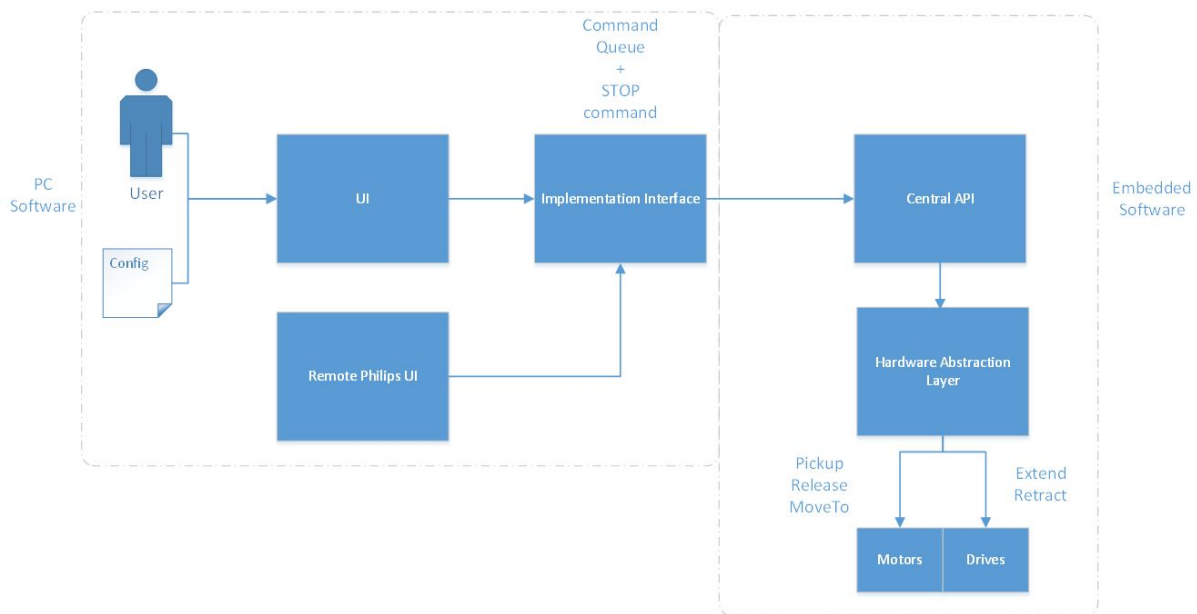 Command
Queue
+
STOP
command
PC
Software
User
Config
UI
Implementation Interface
Central API
Embedded
Software
Remote Philips UI
Hardware Abstraction
Layer
Pickup
Release
MoveTo
Extend
Retract
Motors
Drives